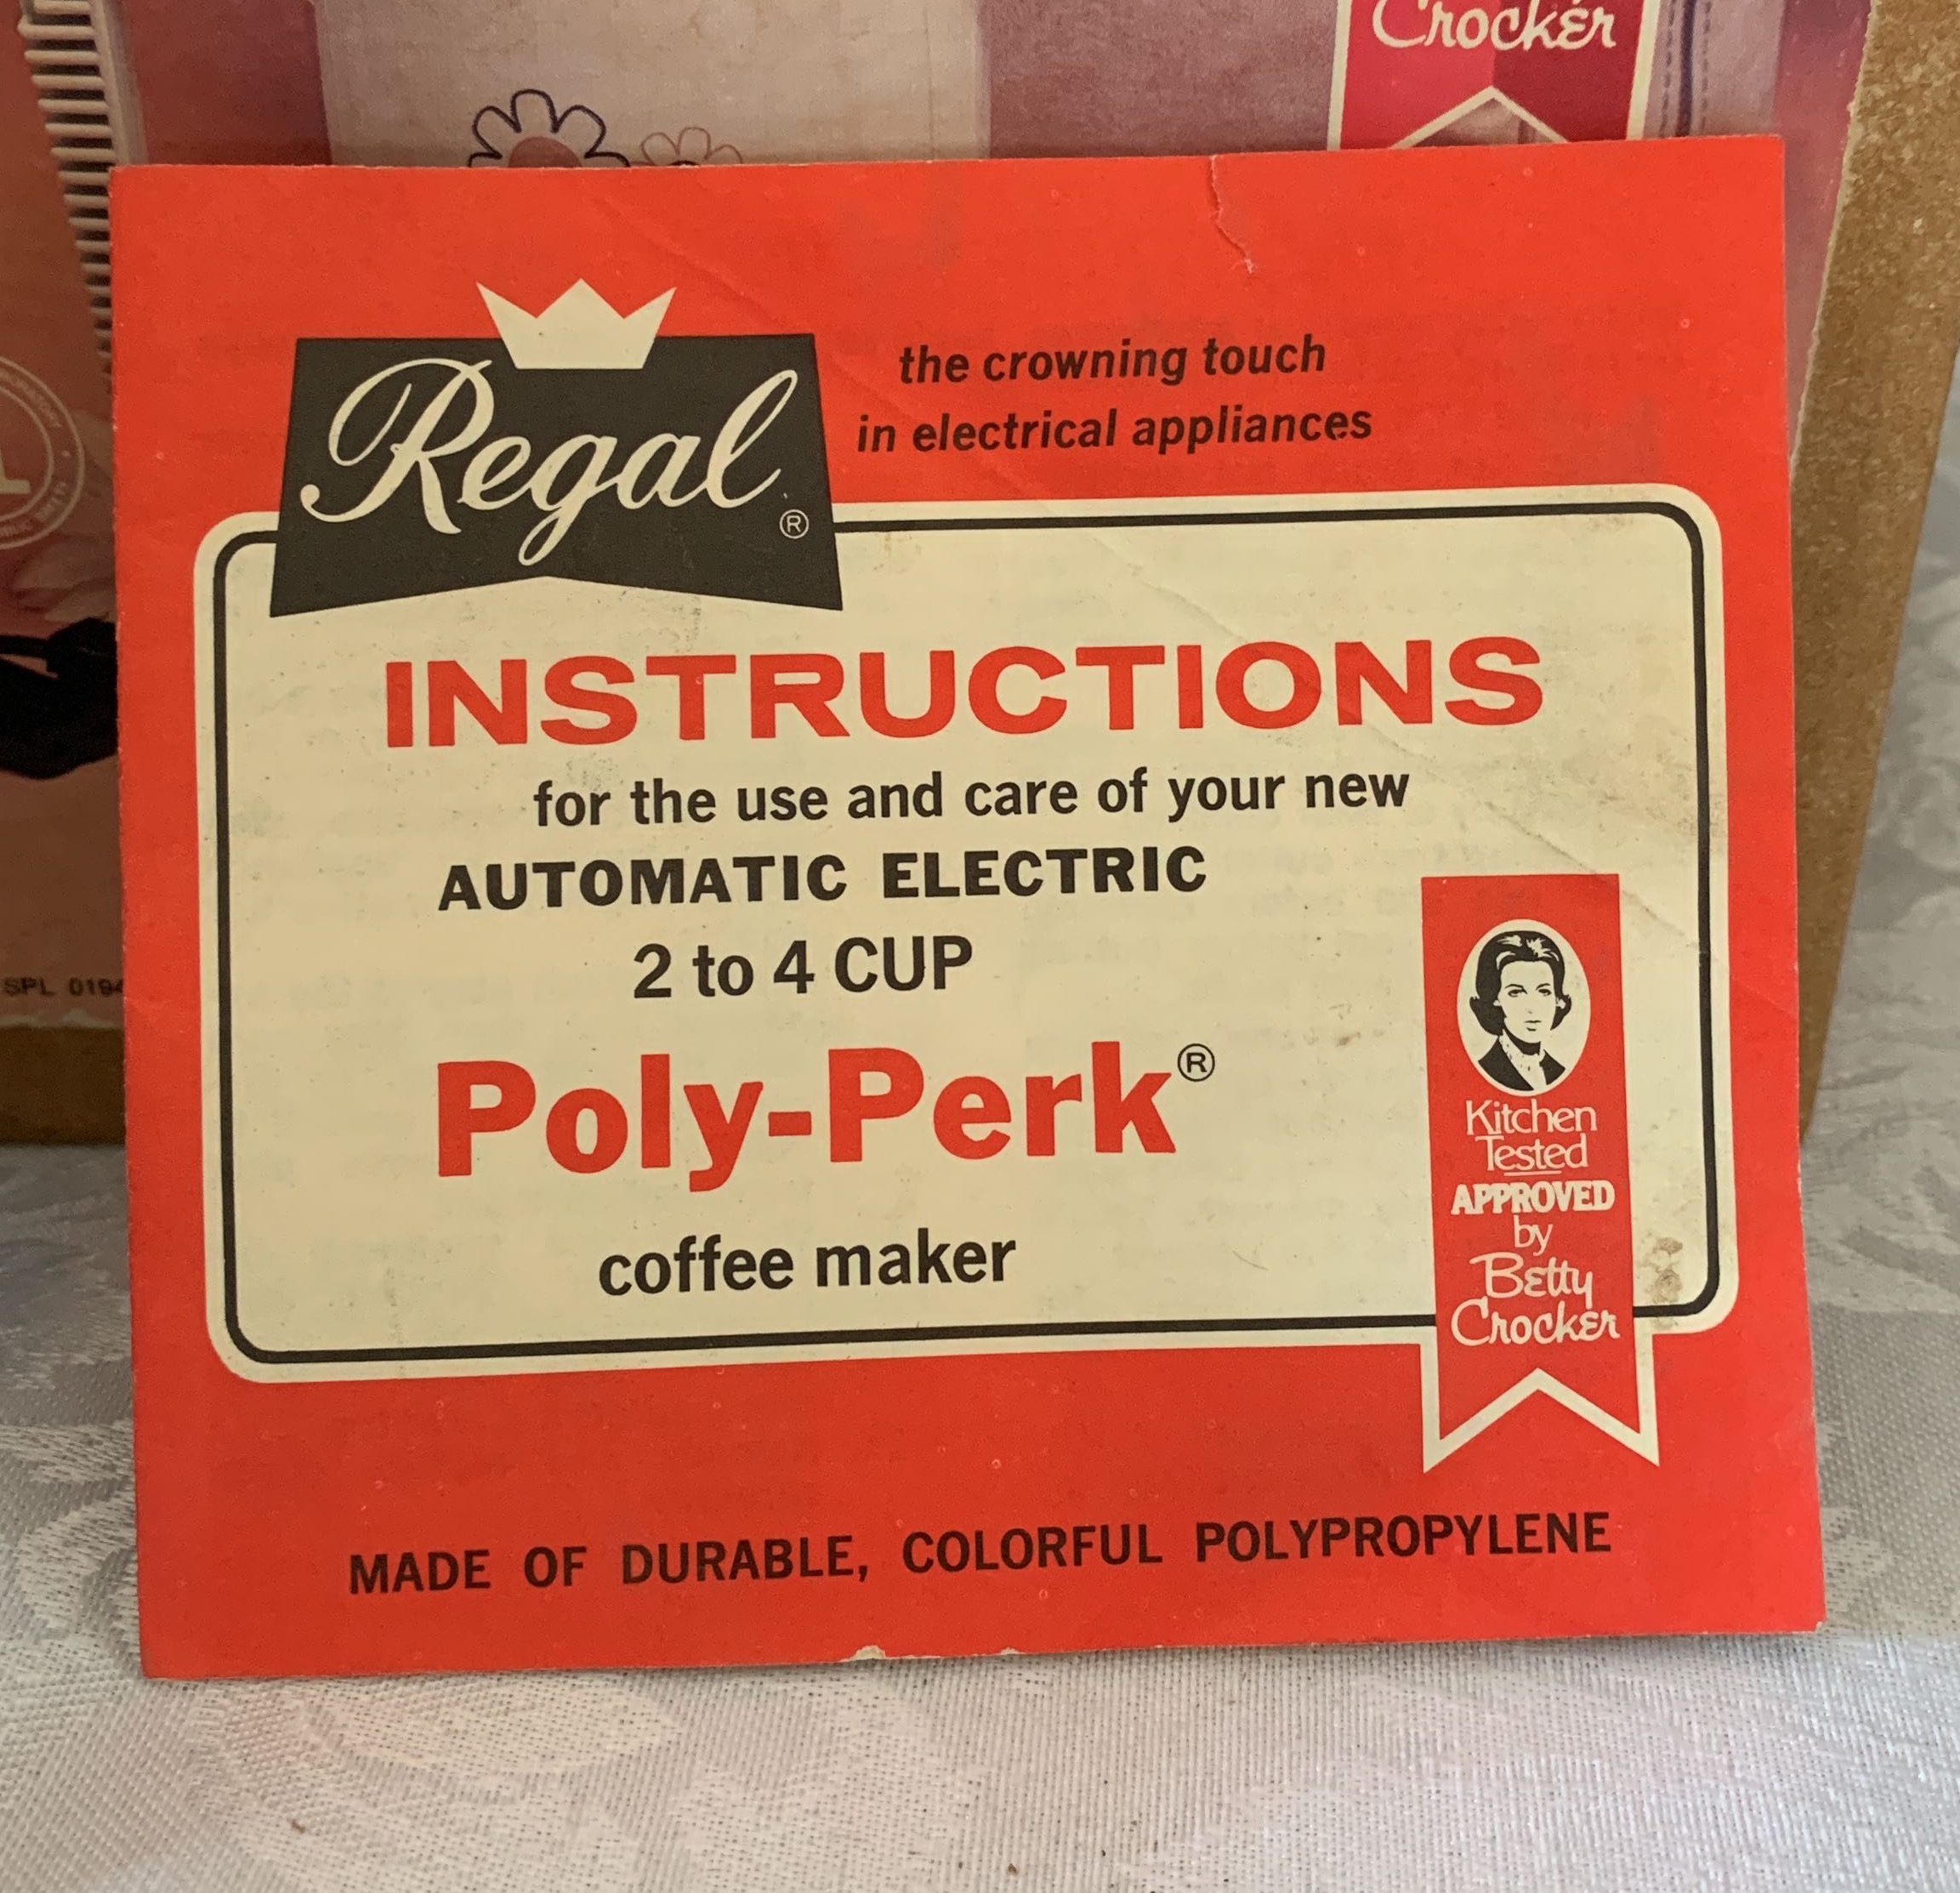 Crocker
Regal®
the crowning touch
in electrical appliances
INSTRUCTIONS
for the use and care of your new
AUTOMATIC ELECTRIC
2 to 4 CUP
Poly-Perk®
coffee maker
Kitchen
Tested
APPROVED
by
Betty
Crocker
MADE OF DURABLE, COLORFUL POLYPROPYLENE
SPL 0194